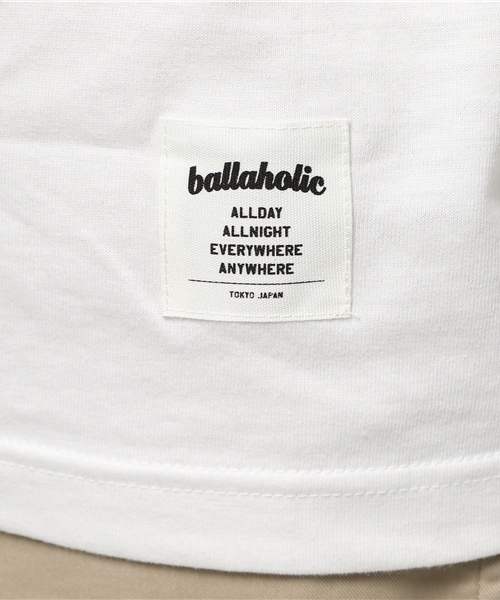 ballaholic
ALLDAY
ALLNIGHT
EVERYWHERE
ANYWHERE
TOKYO JAPAN